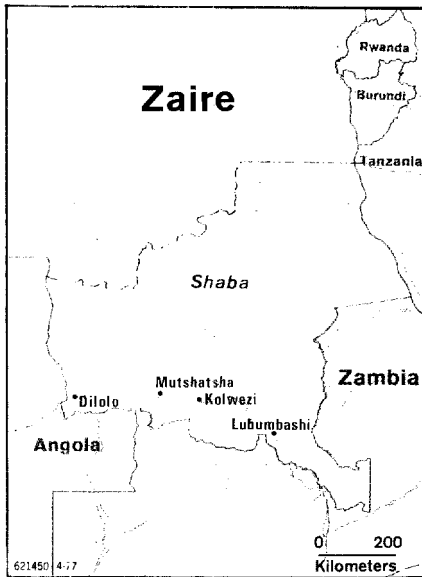 Rwanda
Zaire
Burundi
Tanzania
Shaba
Mutshatsha
Dilolo
Kolwezi
Zambia
Lubumbashi
Angola
0 200
Kilometers
621450 4-77